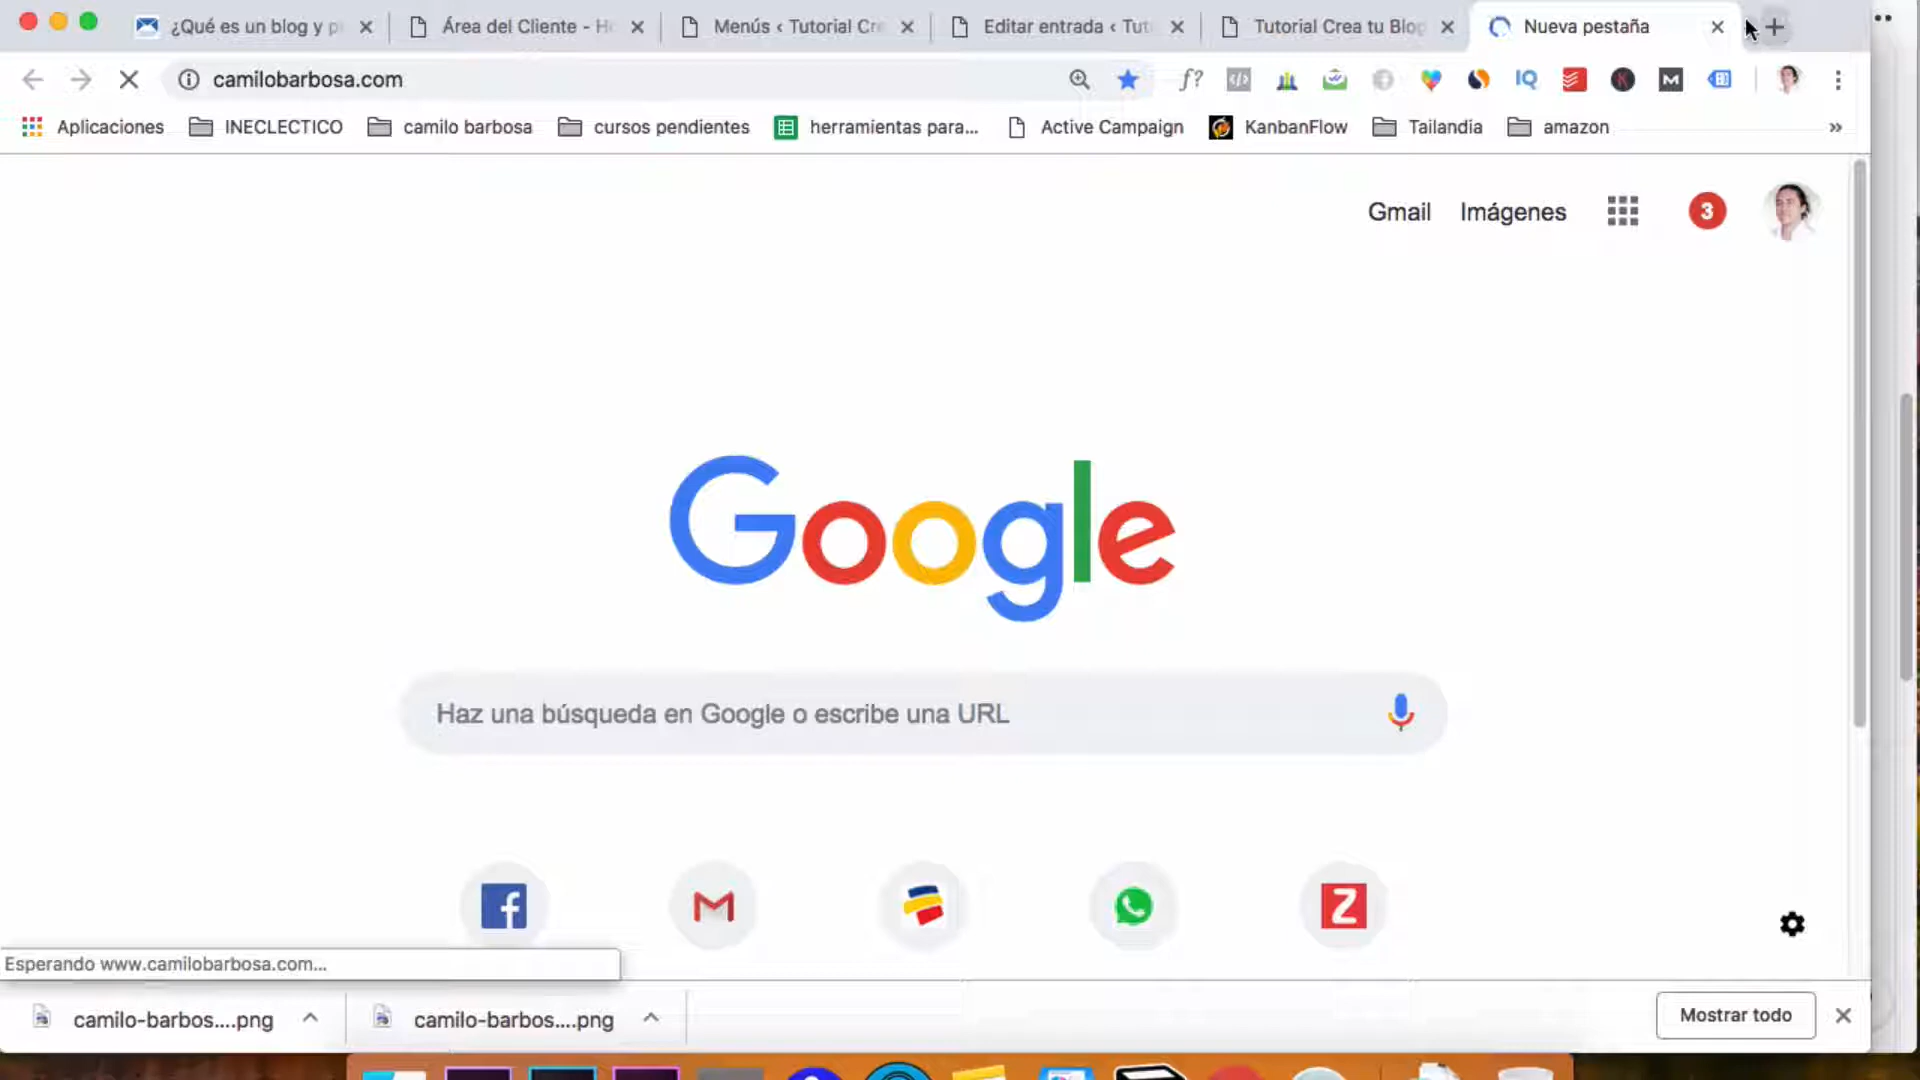 ¿Qué es un blog y p
Área del Cliente - H
Menús ‹ Tutorial Cre
Editar entrada ‹ Tut
Tutorial Crea tu Blog
Nueva pestaña
camilobarbosa.com
f?
IQ
Aplicaciones
INECLECTICO
camilo barbosa
cursos pendientes
herramientas para...
Active Campaign
KanbanFlow
Tailandia
amazon
»
Gmail
Imágenes
3
Google
Haz una búsqueda en Google o escribe una URL
Esperando www.camilobarbosa.com...
camilo-barbos....png
camilo-barbos....png
Mostrar todo